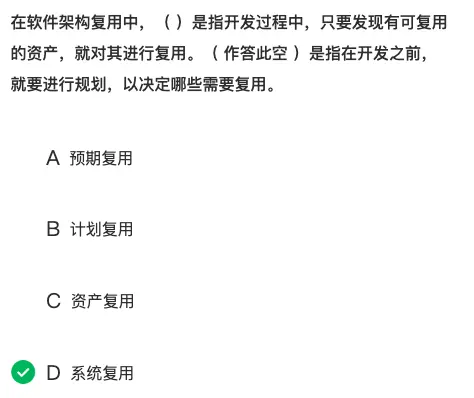 在软件架构复用中，（ ）是指开发过程中，只要发现有可复用
的资产，就对其进行复用。（ 作答此空 ）是指在开发之前，
就要进行规划，以决定哪些需要复用。
A 预期复用
B 计划复用
C 资产复用
D 系统复用